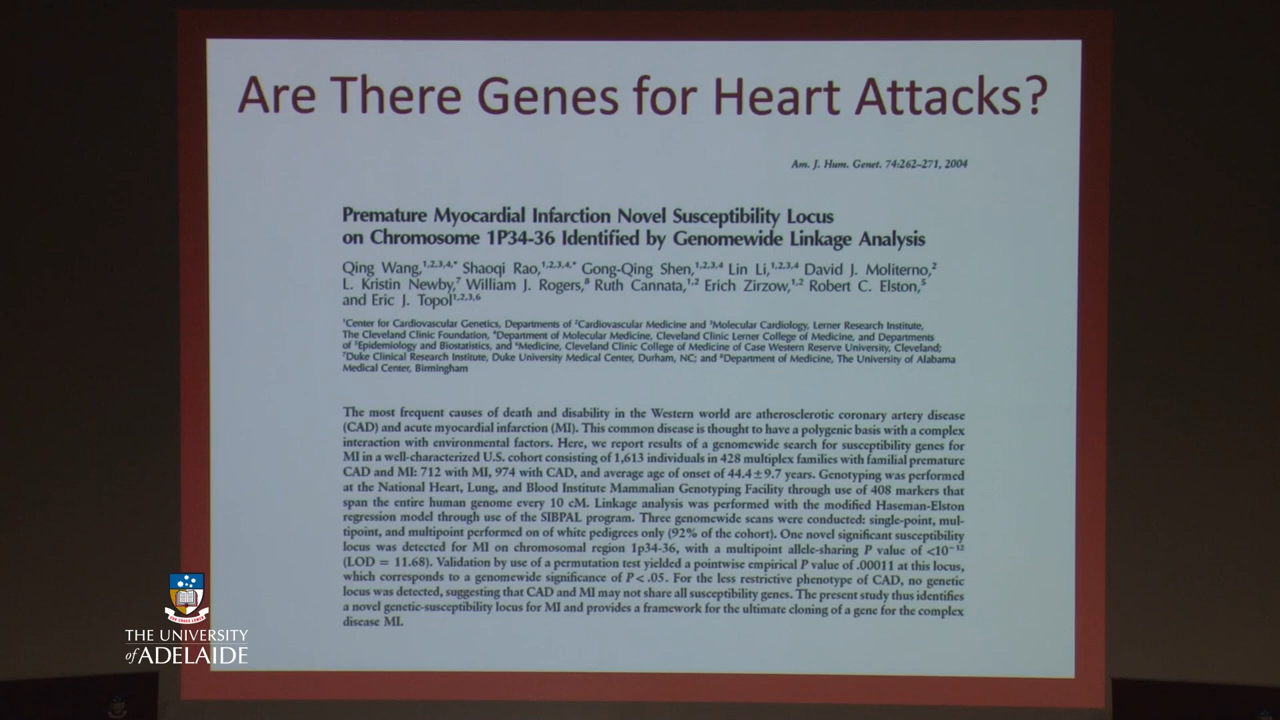 Are There Genes for Heart Attacks?
Am. J. Hum. Genet. 74:262–271, 2004
Premature Myocardial Infarction Novel Susceptibility Locus
on Chromosome 1P34-36 Identified by Genomewide Linkage Analysis
Qing Wang,1,2,3,4,* Shaoqi Rao,1,2,3,4,* Gong-Qing Shen,1,2,3,4 Lin Li,1,2,3,4 David J. Moliterno,2
L. Kristin Newby,7 William J. Rogers,8 Ruth Cannata,1,2 Erich Zirzow,1,2 Robert C. Elston,5
and Eric J. Topol1,2,3,6
1Center for Cardiovascular Genetics, Departments of 2Cardiovascular Medicine and 3Molecular Cardiology, Lerner Research Institute,
The Cleveland Clinic Foundation, 4Department of Molecular Medicine, Cleveland Clinic Lerner College of Medicine, and Departments
of 5Epidemiology and Biostatistics, and 6Medicine, Cleveland Clinic College of Medicine of Case Western Reserve University, Cleveland;
7Duke Clinical Research Institute, Duke University Medical Center, Durham, NC; and 8Department of Medicine, The University of Alabama
Medical Center, Birmingham
The most frequent causes of death and disability in the Western world are atherosclerotic coronary artery disease
(CAD) and acute myocardial infarction (MI). This common disease is thought to have a polygenic basis with a complex
interaction with environmental factors. Here, we report results of a genomewide search for susceptibility genes for
MI in a well-characterized U.S. cohort consisting of 1,613 individuals in 428 multiplex families with familial premature
CAD and MI: 712 with MI, 974 with CAD, and average age of onset of 44.4±9.7 years. Genotyping was performed
at the National Heart, Lung, and Blood Institute Mammalian Genotyping Facility through use of 408 markers that
span the entire human genome every 10 cM. Linkage analysis was performed with the modified Haseman-Elston
regression model through use of the SIBPAL program. Three genomewide scans were conducted: single-point, mul-
tipoint, and multipoint performed on of white pedigrees only (92% of the cohort). One novel significant susceptibility
locus was detected for MI on chromosomal region 1p34-36, with a multipoint allele-sharing P value of <10−12
(LOD = 11.68). Validation by use of a permutation test yielded a pointwise empirical P value of .00011 at this locus,
which corresponds to a genomewide significance of P < .05. For the less restrictive phenotype of CAD, no genetic
locus was detected, suggesting that CAD and MI may not share all susceptibility genes. The present study thus identifies
a novel genetic-susceptibility locus for MI and provides a framework for the ultimate cloning of a gene for the complex
disease MI.
THE UNIVERSITY
of ADELAIDE